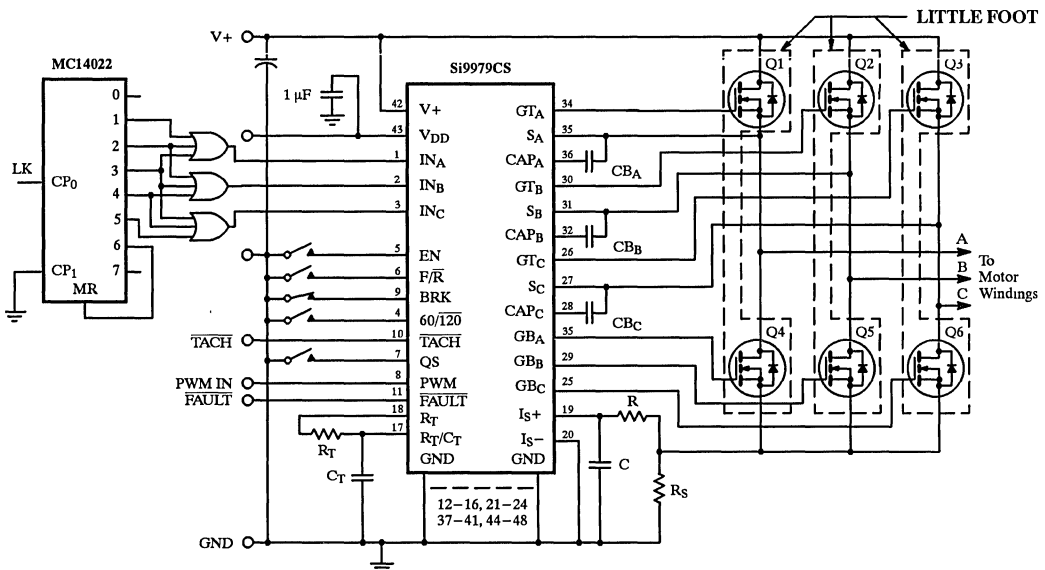 LITTLE FOOT
V+
MC14022
Si9979CS
Q1
Q2
Q3
0
1
2
3
4
5
6
7
LK
CP0
CP1
MR
1 μF
42
V+
43
VDD
1
INA
2
INB
3
INC
5
EN
6
F/R̅
9
BRK
4
60/1̅2̅0̅
T̅A̅C̅H̅
10
T̅A̅C̅H̅
7
QS
PWM IN
8
PWM
F̅A̅U̅L̅T̅
11
F̅A̅U̅L̅T̅
18
RT
17
RT/CT
GND
RT
CT
GTA
34
SA
35
CAPA
36
CBA
GTB
30
SB
31
CAPB
32
CBB
GTC
26
SC
27
CAPC
28
CBC
GBA
35
GBB
29
GBC
25
IS+
19
IS−
20
GND
R
C
RS
A
B
C
To
Motor
Windings
Q4
Q5
Q6
12−16, 21−24
37−41, 44−48
GND